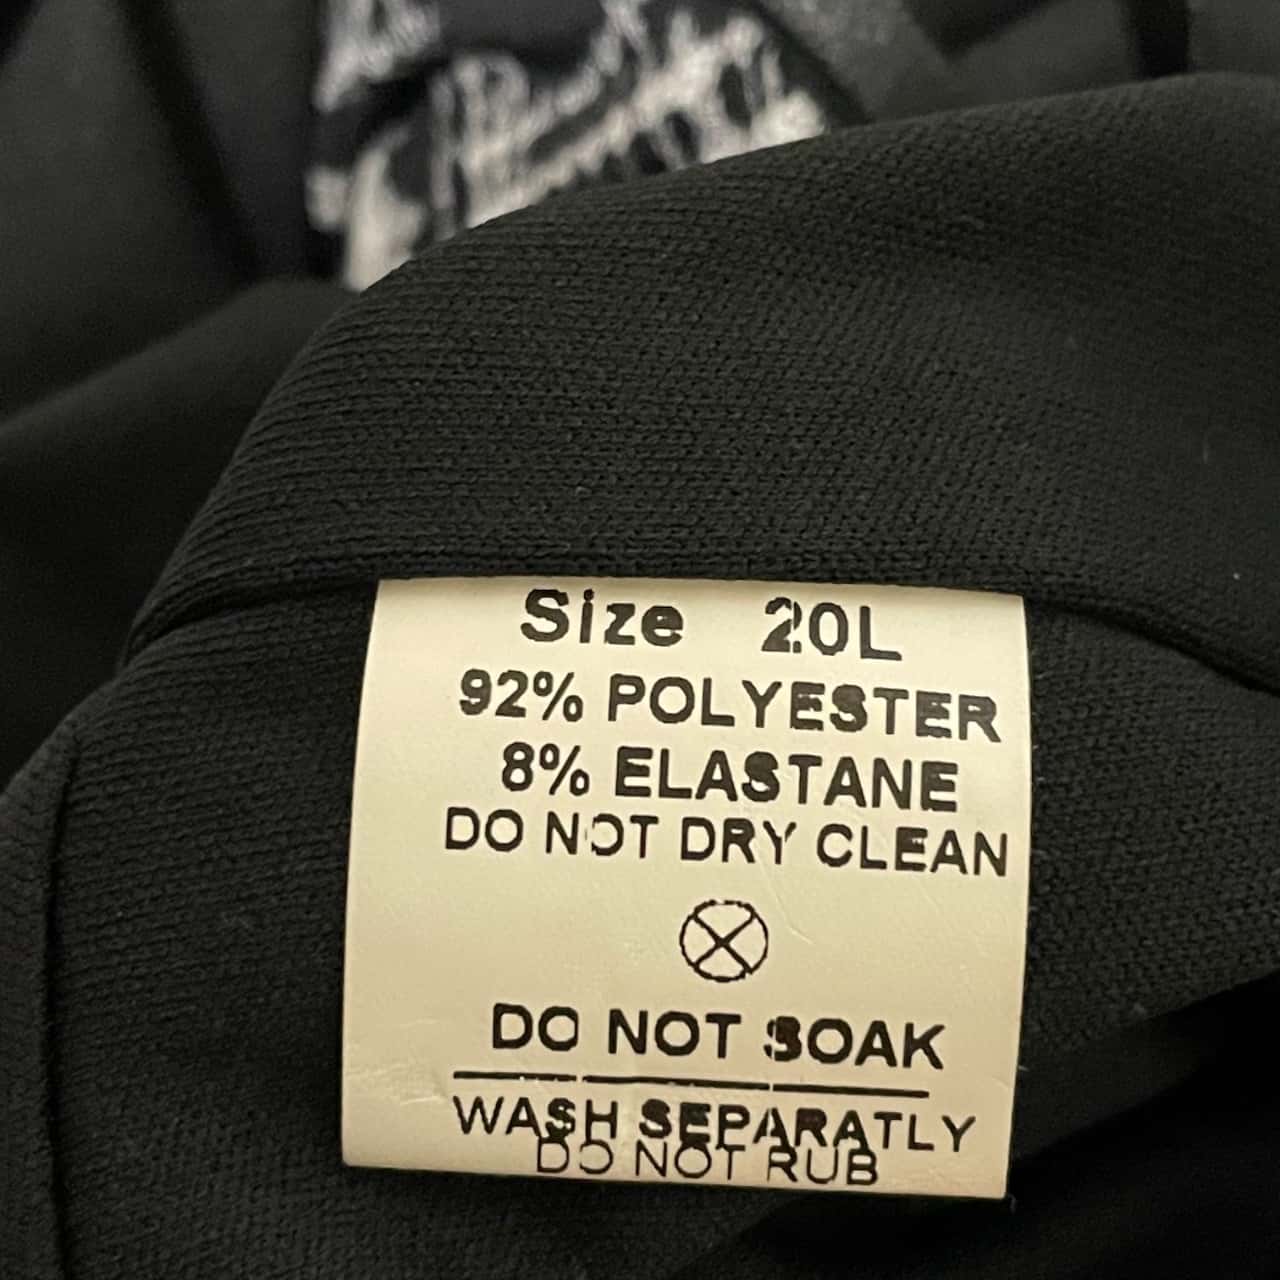 Size 20L
92% POLYESTER
8% ELASTANE
DO NOT DRY CLEAN
DO NOT SOAK
WASH SEPARATLY
DO NOT RUB